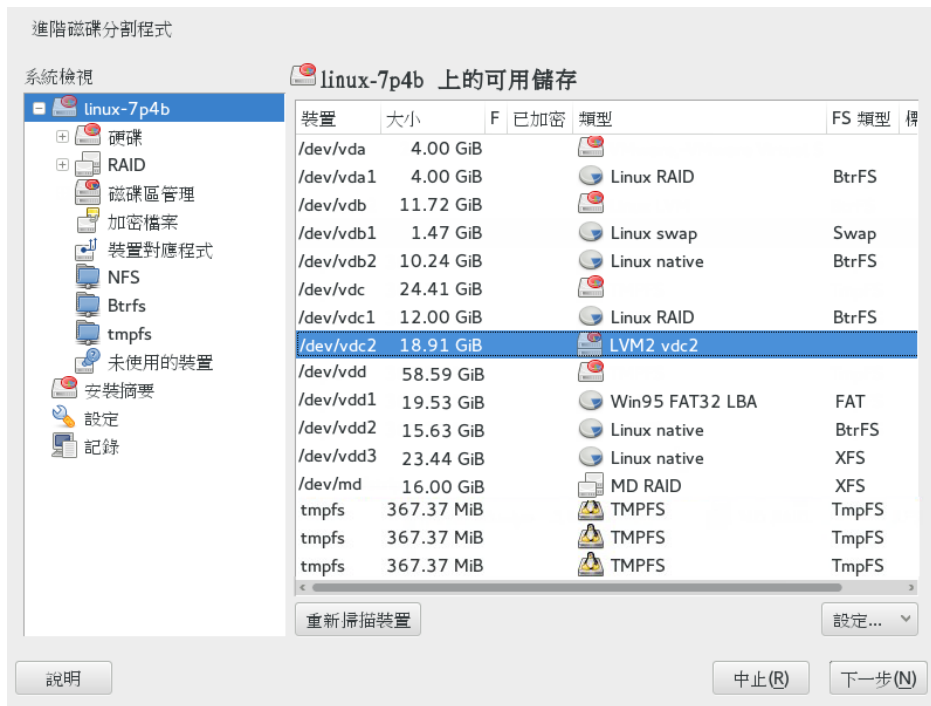 進階磁碟分割程式
系統檢視
linux-7p4b
硬碟
RAID
磁碟區管理
加密檔案
裝置對應程式
NFS
Btrfs
tmpfs
未使用的裝置
安裝摘要
設定
記錄
linux-7p4b 上的可用儲存
裝置 大小 F 已加密 類型 FS 類型 標
/dev/vda 4.00 GiB
/dev/vda1 4.00 GiB Linux RAID BtrFS
/dev/vdb 11.72 GiB
/dev/vdb1 1.47 GiB Linux swap Swap
/dev/vdb2 10.24 GiB Linux native BtrFS
/dev/vdc 24.41 GiB
/dev/vdc1 12.00 GiB Linux RAID BtrFS
/dev/vdc2 18.91 GiB LVM2 vdc2
/dev/vdd 58.59 GiB
/dev/vdd1 19.53 GiB Win95 FAT32 LBA FAT
/dev/vdd2 15.63 GiB Linux native BtrFS
/dev/vdd3 23.44 GiB Linux native XFS
/dev/md 16.00 GiB MD RAID XFS
tmpfs 367.37 MiB TMPFS TmpFS
tmpfs 367.37 MiB TMPFS TmpFS
tmpfs 367.37 MiB TMPFS TmpFS
重新掃描裝置 設定...
說明 中止(R) 下一步(N)